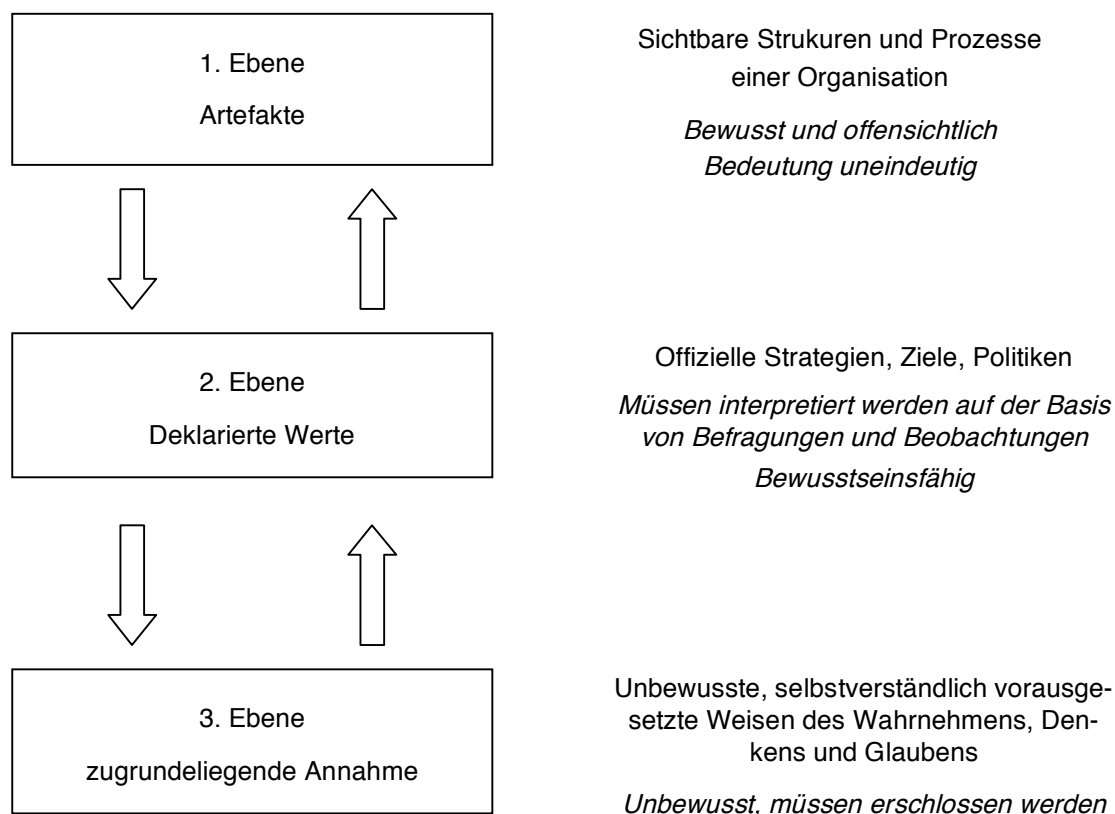 1. Ebene
Artefakte
Sichtbare Strukuren und Prozesse
einer Organisation
Bewusst und offensichtlich
Bedeutung uneindeutig
2. Ebene
Deklarierte Werte
Offizielle Strategien, Ziele, Politiken
Müssen interpretiert werden auf der Basis
von Befragungen und Beobachtungen
Bewusstseinsfähig
3. Ebene
zugrundeliegende Annahme
Unbewusste, selbstverständlich vorausge-
setzte Weisen des Wahrnehmens, Den-
kens und Glaubens
Unbewusst, müssen erschlossen werden